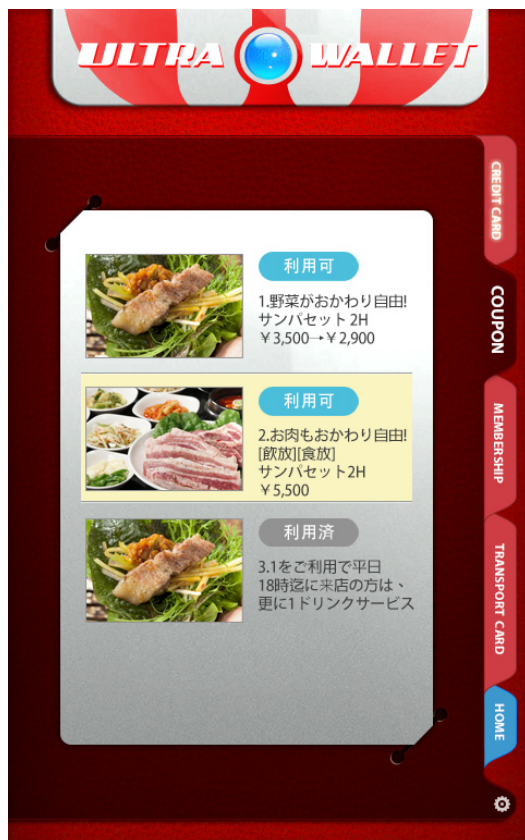 ULTRA WALLET
利用可
1.野菜がおかわり自由!
サンパセット 2H
￥3,500→￥2,900
利用可
2.お肉もおかわり自由!
[飲放][食放]
サンパセット2H
￥5,500
利用済
3.1をご利用で平日
18時迄に来店の方は、
更に1ドリンクサービス
CREDIT CARD
COUPON
MEMBERSHIP
TRANSPORT CARD
HOME